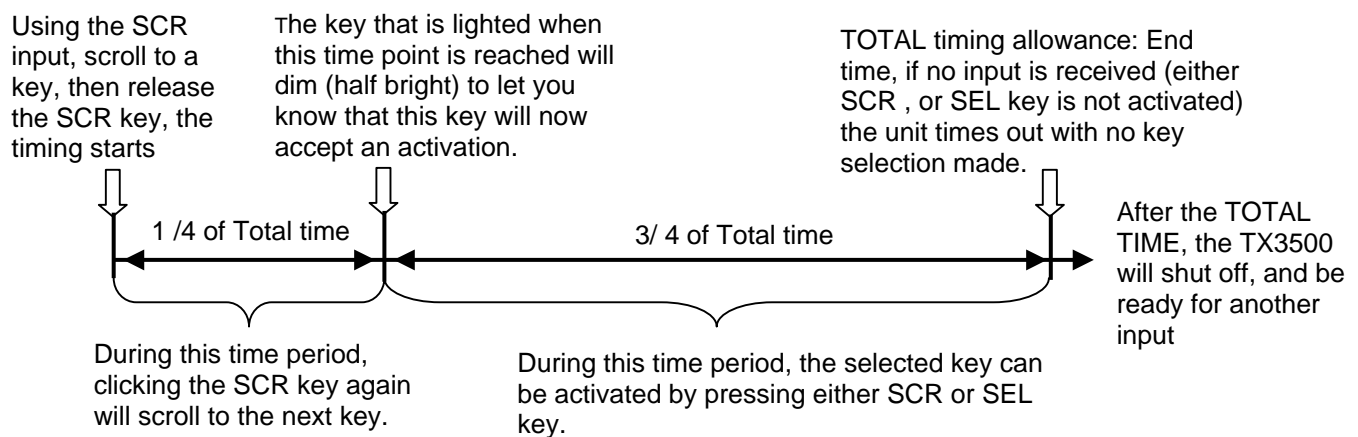 Using the SCR
input, scroll to a
key, then release
the SCR key, the
timing starts
The key that is lighted when
this time point is reached will
dim (half bright) to let you
know that this key will now
accept an activation.
TOTAL timing allowance: End
time, if no input is received (either
SCR , or SEL key is not activated)
the unit times out with no key
selection made.
1 /4 of Total time
3/ 4 of Total time
After the TOTAL
TIME, the TX3500
will shut off, and be
ready for another
input
During this time period,
clicking the SCR key again
will scroll to the next key.
During this time period, the selected key can
be activated by pressing either SCR or SEL
key.